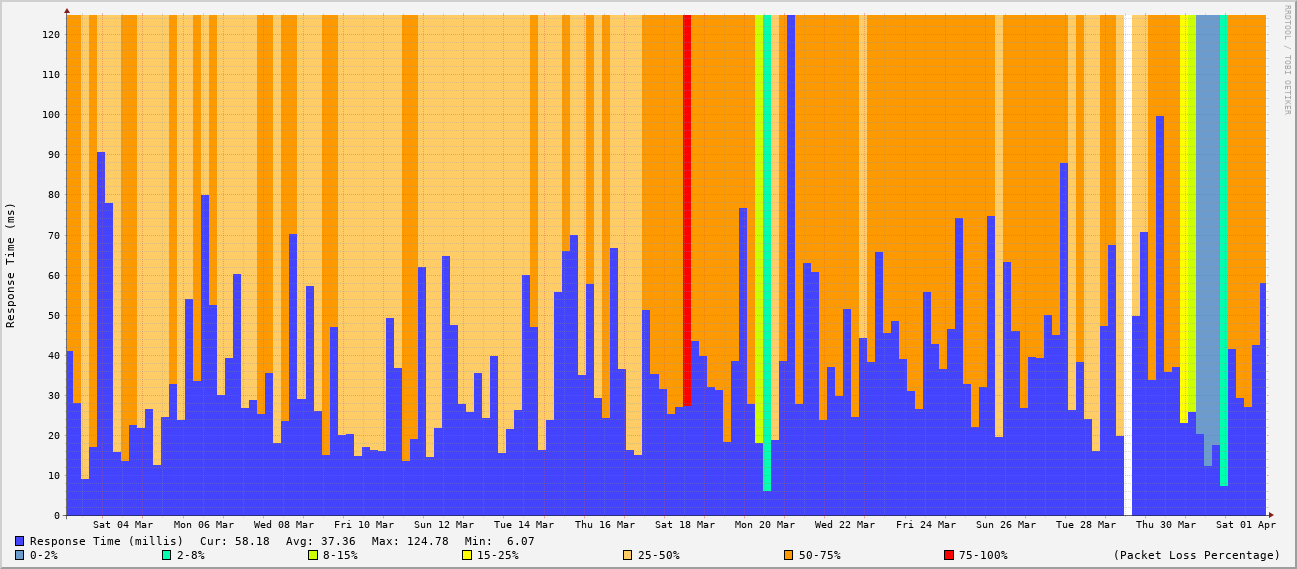 RRDTOOL / TOBI OETIKER
Response Time (ms)
120
110
100
90
80
70
60
50
40
30
20
10
0
Sat 04 Mar Mon 06 Mar Wed 08 Mar Fri 10 Mar Sun 12 Mar Tue 14 Mar Thu 16 Mar Sat 18 Mar Mon 20 Mar Wed 22 Mar Fri 24 Mar Sun 26 Mar Tue 28 Mar Thu 30 Mar Sat 01 Apr
Response Time (millis) Cur: 58.18 Avg: 37.36 Max: 124.78 Min: 6.07
0-2% 2-8% 8-15% 15-25% 25-50% 50-75% 75-100% (Packet Loss Percentage)